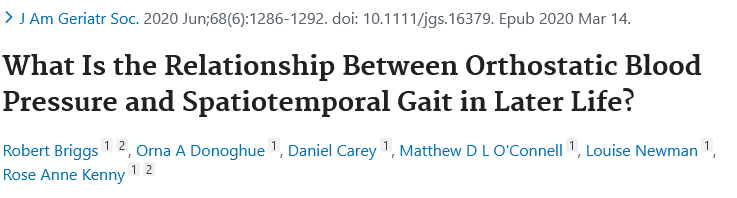 J Am Geriatr Soc. 2020 Jun;68(6):1286-1292. doi: 10.1111/jgs.16379. Epub 2020 Mar 14.
What Is the Relationship Between Orthostatic Blood
Pressure and Spatiotemporal Gait in Later Life?
Robert Briggs 1 2, Orna A Donoghue 1, Daniel Carey 1, Matthew D L O'Connell 1, Louise Newman 1,
Rose Anne Kenny 1 2